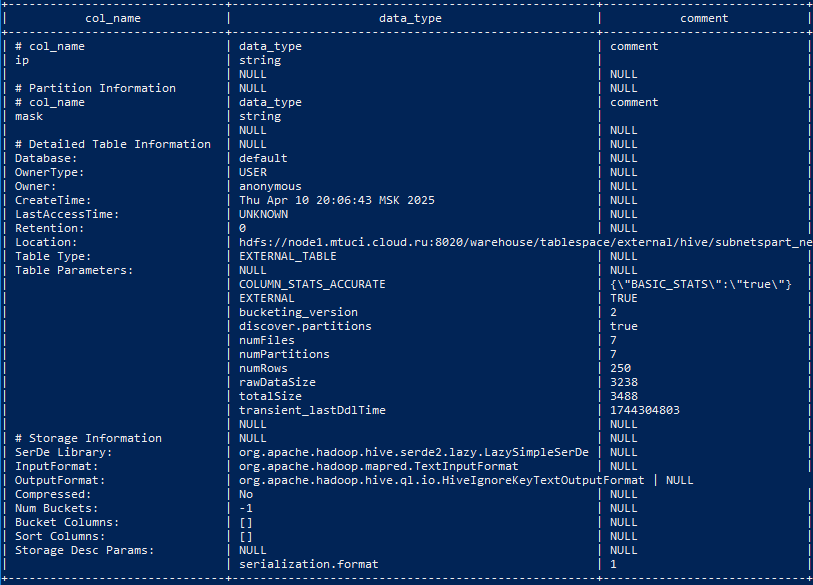 | col_name | data_type | comment |
| # col_name | data_type | comment |
| ip | string | |
| | NULL | NULL |
| # Partition Information | NULL | NULL |
| # col_name | data_type | comment |
| mask | string | |
| | NULL | NULL |
| # Detailed Table Information | NULL | NULL |
| Database: | default | NULL |
| OwnerType: | USER | NULL |
| Owner: | anonymous | NULL |
| CreateTime: | Thu Apr 10 20:06:43 MSK 2025 | NULL |
| LastAccessTime: | UNKNOWN | NULL |
| Retention: | 0 | NULL |
| Location: | hdfs://node1.mtuci.cloud.ru:8020/warehouse/tablespace/external/hive/subnetspart_ne
| Table Type: | EXTERNAL_TABLE | NULL |
| Table Parameters: | NULL | NULL |
| | COLUMN_STATS_ACCURATE | {\"BASIC_STATS\":\"true\"} |
| | EXTERNAL | TRUE |
| | bucketing_version | 2 |
| | discover.partitions | true |
| | numFiles | 7 |
| | numPartitions | 7 |
| | numRows | 250 |
| | rawDataSize | 3238 |
| | totalSize | 3488 |
| | transient_lastDdlTime | 1744304803 |
| | NULL | NULL |
| # Storage Information | NULL | NULL |
| SerDe Library: | org.apache.hadoop.hive.serde2.lazy.LazySimpleSerDe | NULL |
| InputFormat: | org.apache.hadoop.mapred.TextInputFormat | NULL |
| OutputFormat: | org.apache.hadoop.hive.ql.io.HiveIgnoreKeyTextOutputFormat | NULL
| Compressed: | No | NULL |
| Num Buckets: | -1 | NULL |
| Bucket Columns: | [] | NULL |
| Sort Columns: | [] | NULL |
| Storage Desc Params: | NULL | NULL |
| | serialization.format | 1 |